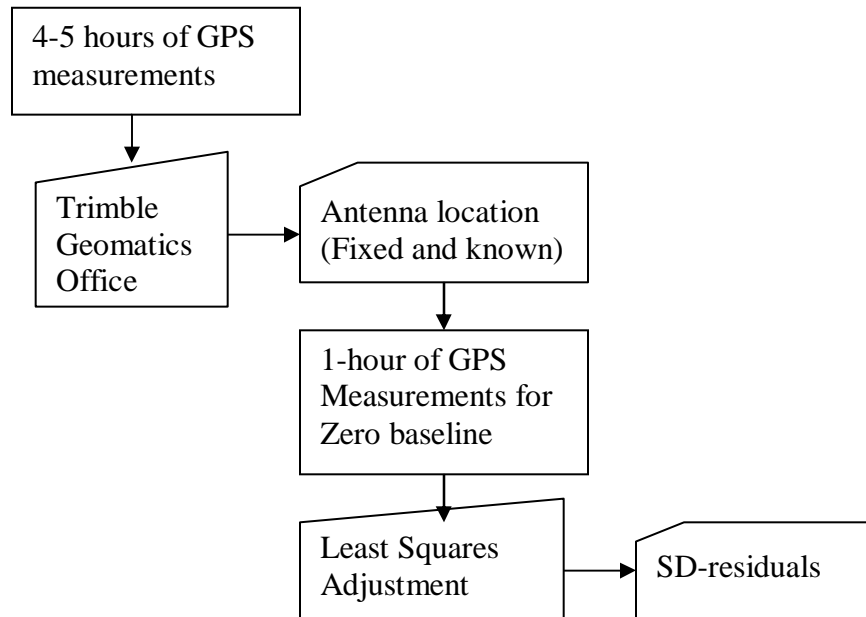 4-5 hours of GPS
measurements
Trimble
Geomatics
Office
Antenna location
(Fixed and known)
1-hour of GPS
Measurements for
Zero baseline
Least Squares
Adjustment
SD-residuals